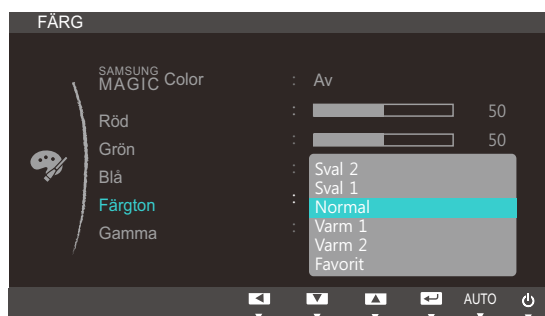 FÄRG
SAMSUNG MAGIC Color : Av
Röd : 50
Grön : 50
Blå :
Färgton :
Gamma :
Sval 2
Sval 1
Normal
Varm 1
Varm 2
Favorit
AUTO